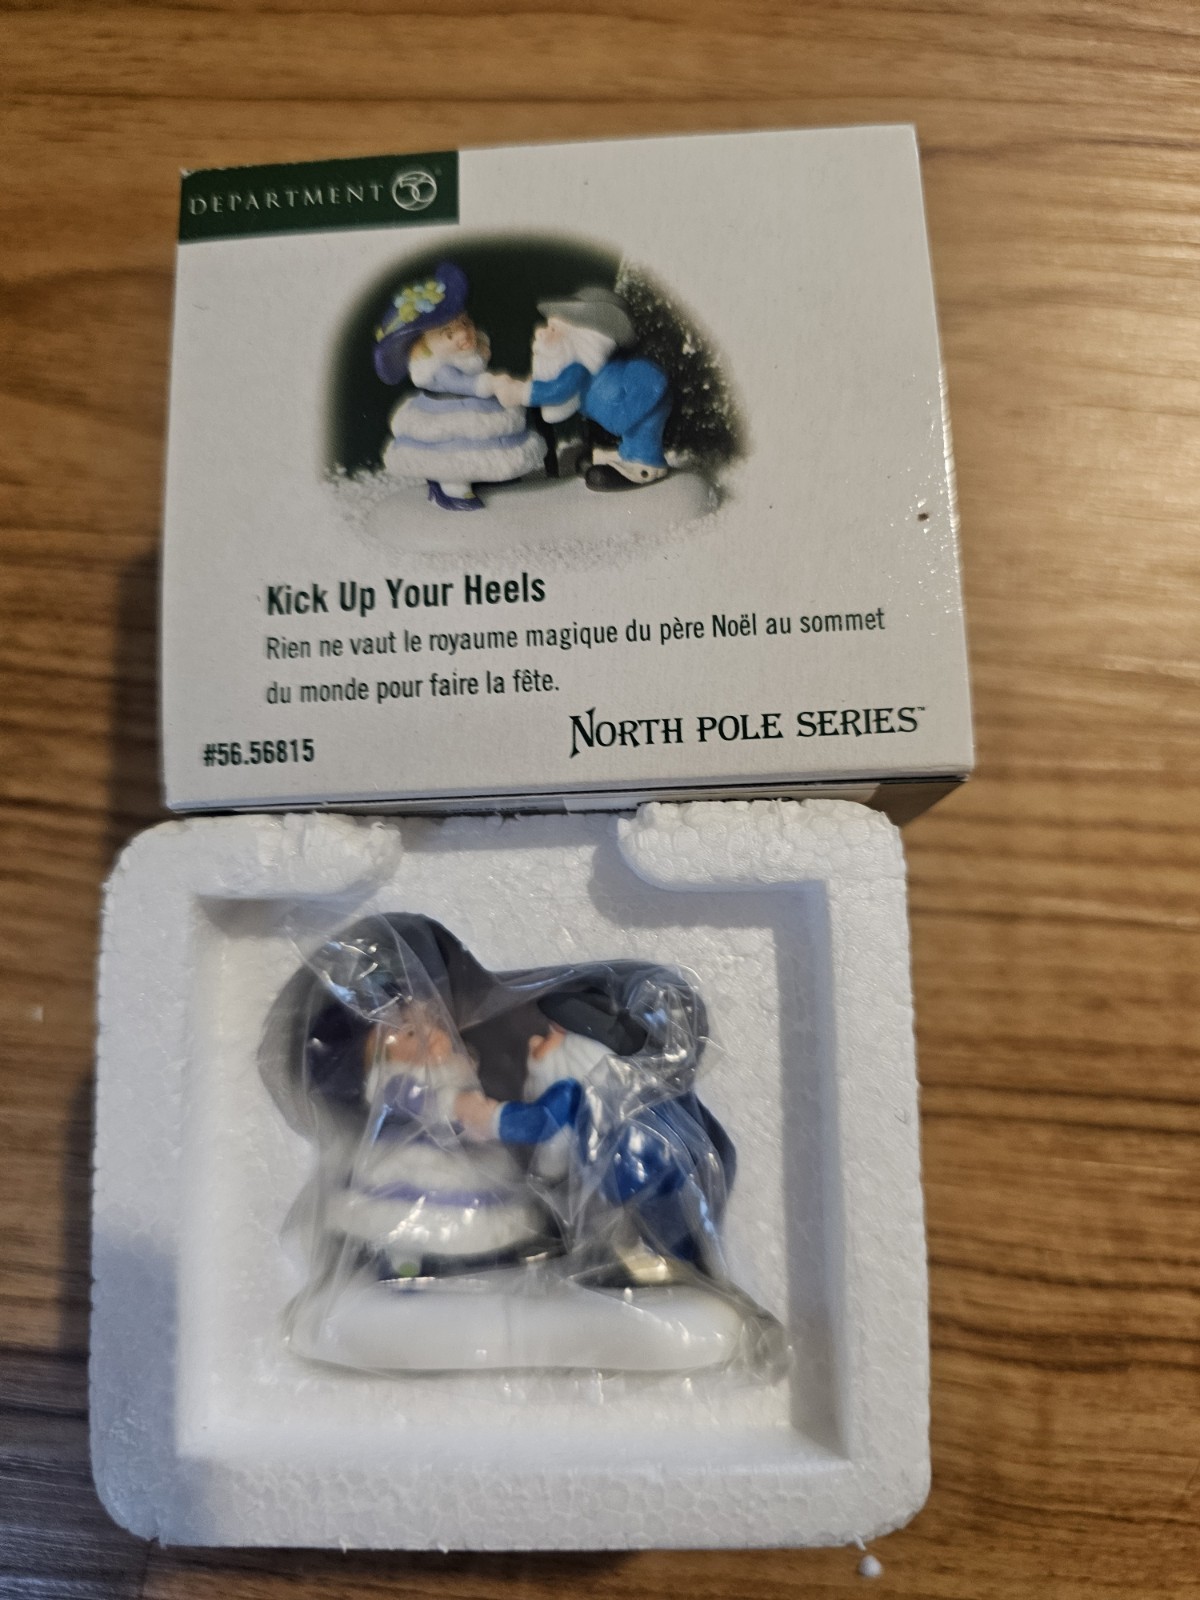 DEPARTMENT 56
Kick Up Your Heels
Rien ne vaut le royaume magique du père Noël au sommet
du monde pour faire la fête.
NORTH POLE SERIES™
#56.56815